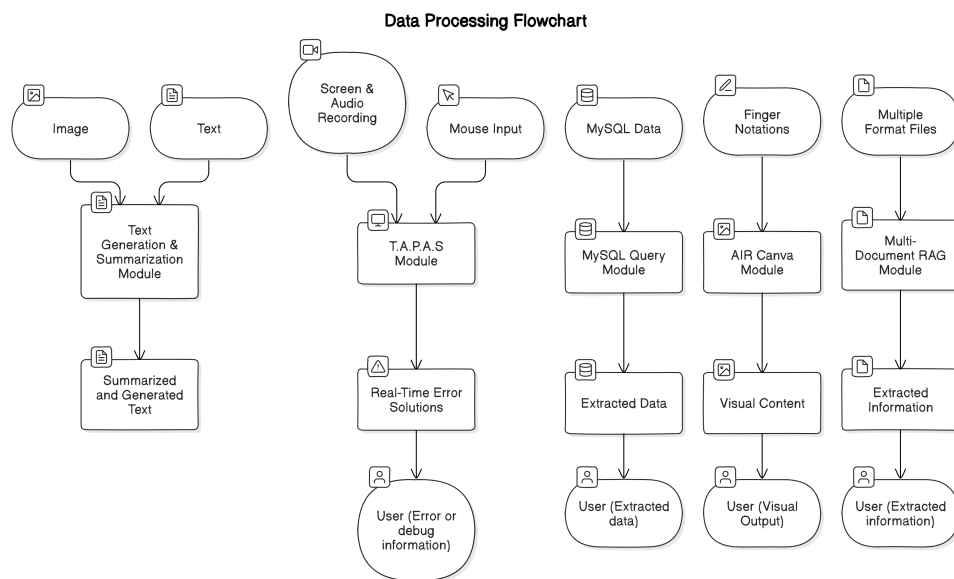 Data Processing Flowchart
Image
Text
Screen &
Audio
Recording
Mouse Input
MySQL Data
Finger
Notations
Multiple
Format Files
Text
Generation &
Summarization
Module
T.A.P.A.S
Module
MySQL Query
Module
AIR Canva
Module
Multi-
Document RAG
Module
Summarized
and Generated
Text
Real-Time Error
Solutions
Extracted Data
Visual Content
Extracted
Information
User (Error or
debug
information)
User (Extracted
data)
User (Visual
Output)
User (Extracted
information)